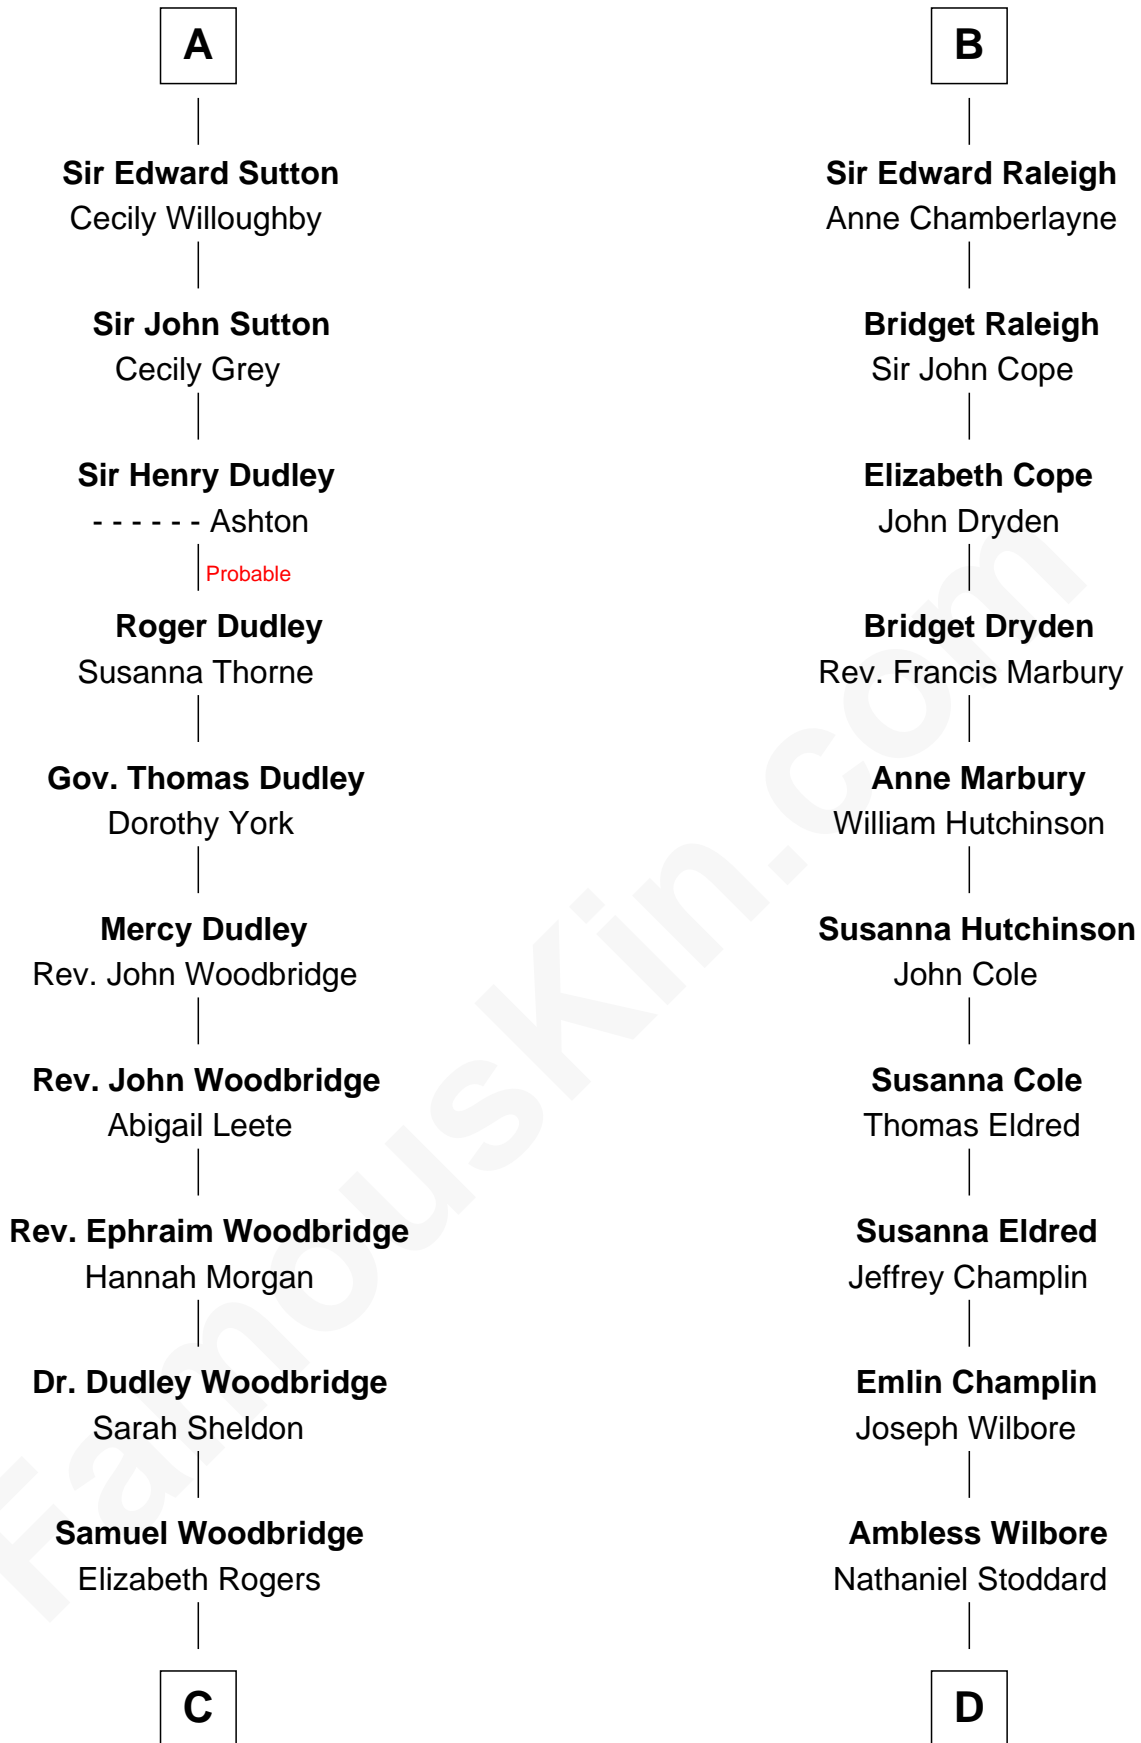 A
Sir Edward Sutton
Cecily Willoughby
Sir John Sutton
Cecily Grey
Sir Henry Dudley
- - - - - - Ashton
Probable
Roger Dudley
Susanna Thorne
Gov. Thomas Dudley
Dorothy York
Mercy Dudley
Rev. John Woodbridge
Rev. John Woodbridge
Abigail Leete
Rev. Ephraim Woodbridge
Hannah Morgan
Dr. Dudley Woodbridge
Sarah Sheldon
Samuel Woodbridge
Elizabeth Rogers
C
B
Sir Edward Raleigh
Anne Chamberlayne
Bridget Raleigh
Sir John Cope
Elizabeth Cope
John Dryden
Bridget Dryden
Rev. Francis Marbury
Anne Marbury
William Hutchinson
Susanna Hutchinson
John Cole
Susanna Cole
Thomas Eldred
Susanna Eldred
Jeffrey Champlin
Emlin Champlin
Joseph Wilbore
Ambless Wilbore
Nathaniel Stoddard
D
FamousKin.com